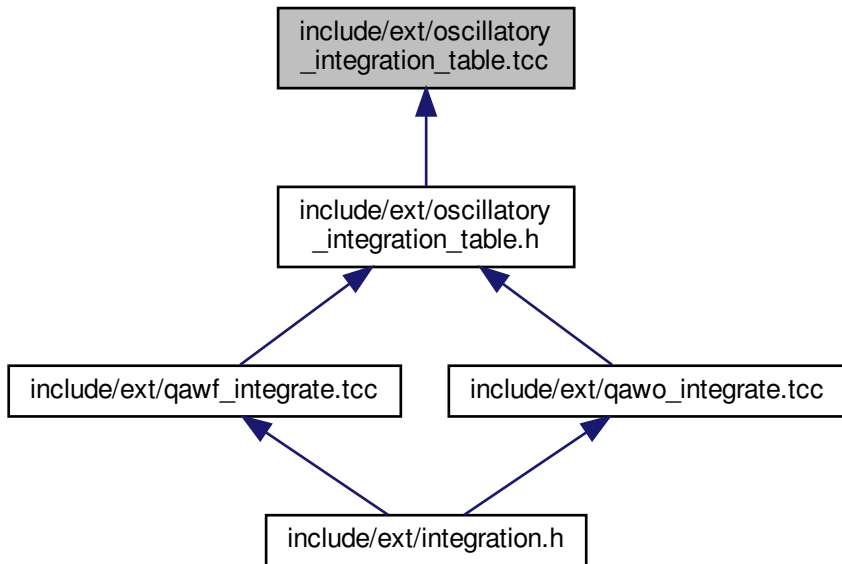 include/ext/oscillatory
_integration_table.tcc
include/ext/oscillatory
_integration_table.h
include/ext/qawf_integrate.tcc
include/ext/qawo_integrate.tcc
include/ext/integration.h